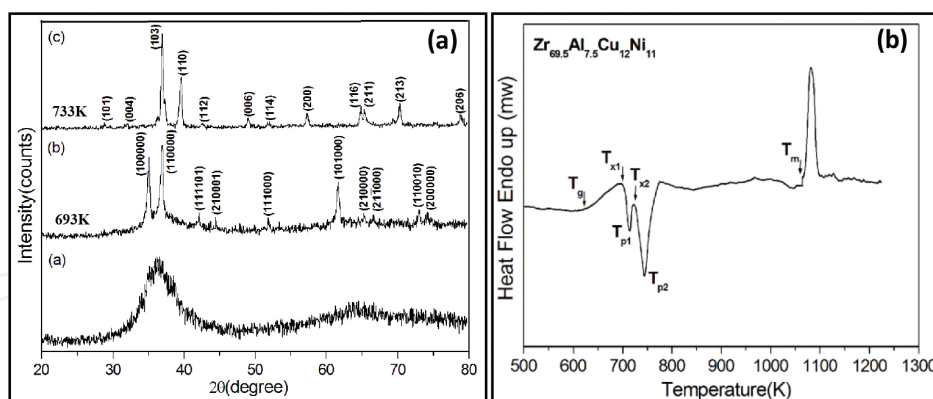 (a)
(c)
(103)
(110)
(101)
(004)
(112)
(006)
(114)
(200)
(116)
(211)
(213)
(206)
733K
(b)
(100000)
(110000)
(111101)
(210001)
(111000)
(101000)
(210000)
(211000)
(110010)
(200000)
693K
(a)
Intensity(counts)
20 30 40 50 60 70 80
2θ(degree)
(b)
Zr69.5Al7.5Cu12Ni11
Heat Flow Endo up (mw)
Tg
Tx1
Tx2
Tp1
Tp2
Tm
500 600 700 800 900 1000 1100 1200 1300
Temperature(K)